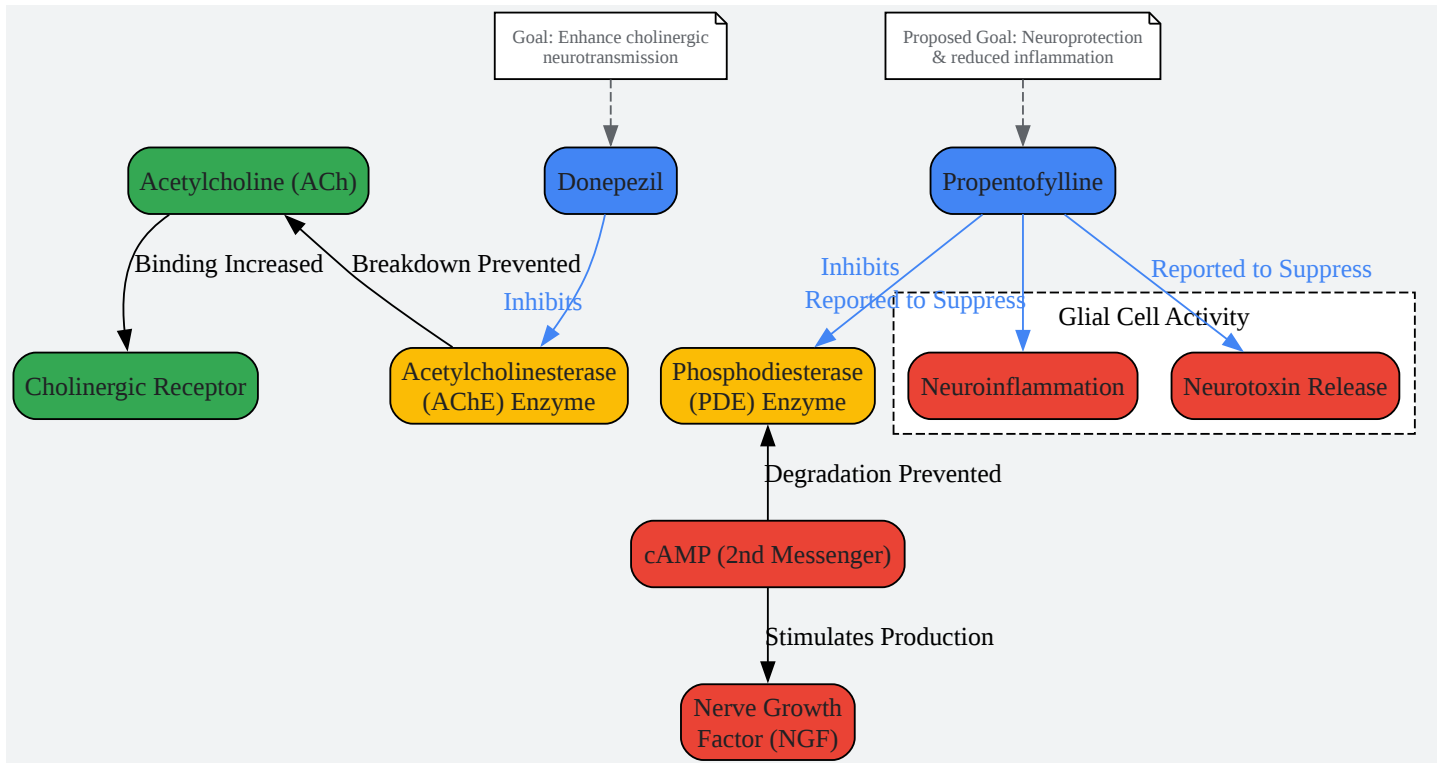 Goal: Enhance cholinergic
neurotransmission
Proposed Goal: Neuroprotection
& reduced inflammation
Acetylcholine (ACh)
Donepezil
Propentofylline
Binding Increased
Breakdown Prevented
Inhibits
Inhibits
Reported to Suppress
Reported to Suppress
Glial Cell Activity
Cholinergic Receptor
Acetylcholinesterase
(AChE) Enzyme
Phosphodiesterase
(PDE) Enzyme
Neuroinflammation
Neurotoxin Release
Degradation Prevented
cAMP (2nd Messenger)
Stimulates Production
Nerve Growth
Factor (NGF)